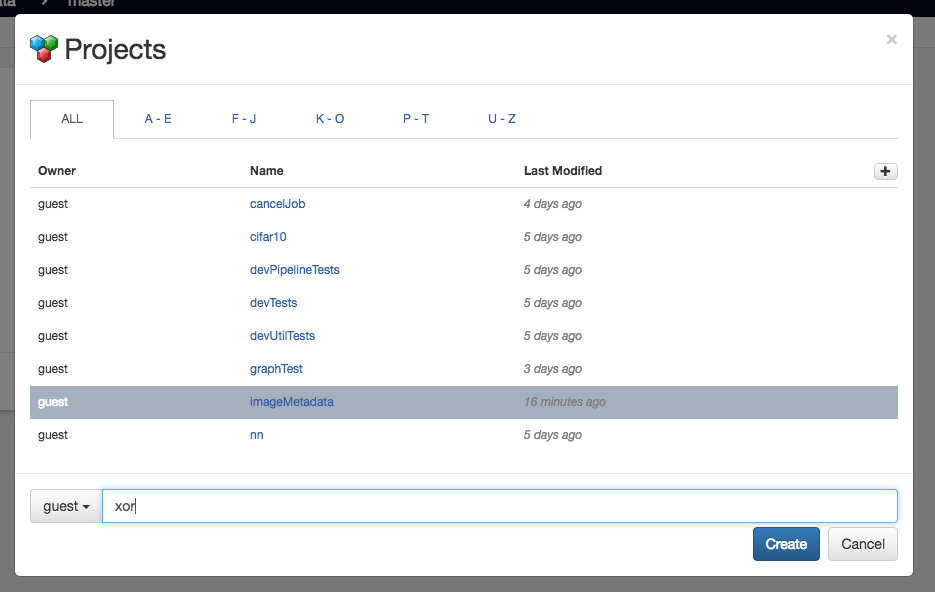 master
Projects ×
ALL A - E F - J K - O P - T U - Z
Owner Name Last Modified +
guest cancelJob 4 days ago
guest cifar10 5 days ago
guest devPipelineTests 5 days ago
guest devTests 5 days ago
guest devUtilTests 5 days ago
guest graphTest 3 days ago
guest imageMetadata 16 minutes ago
guest nn 5 days ago
guest xor
Create Cancel